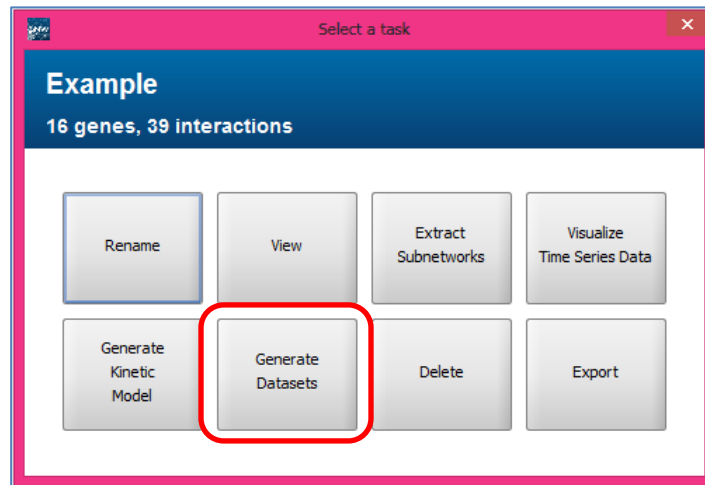 Select a task
Example
16 genes, 39 interactions
Rename
View
Extract
Subnetworks
Visualize
Time Series Data
Generate
Kinetic
Model
Generate
Datasets
Delete
Export